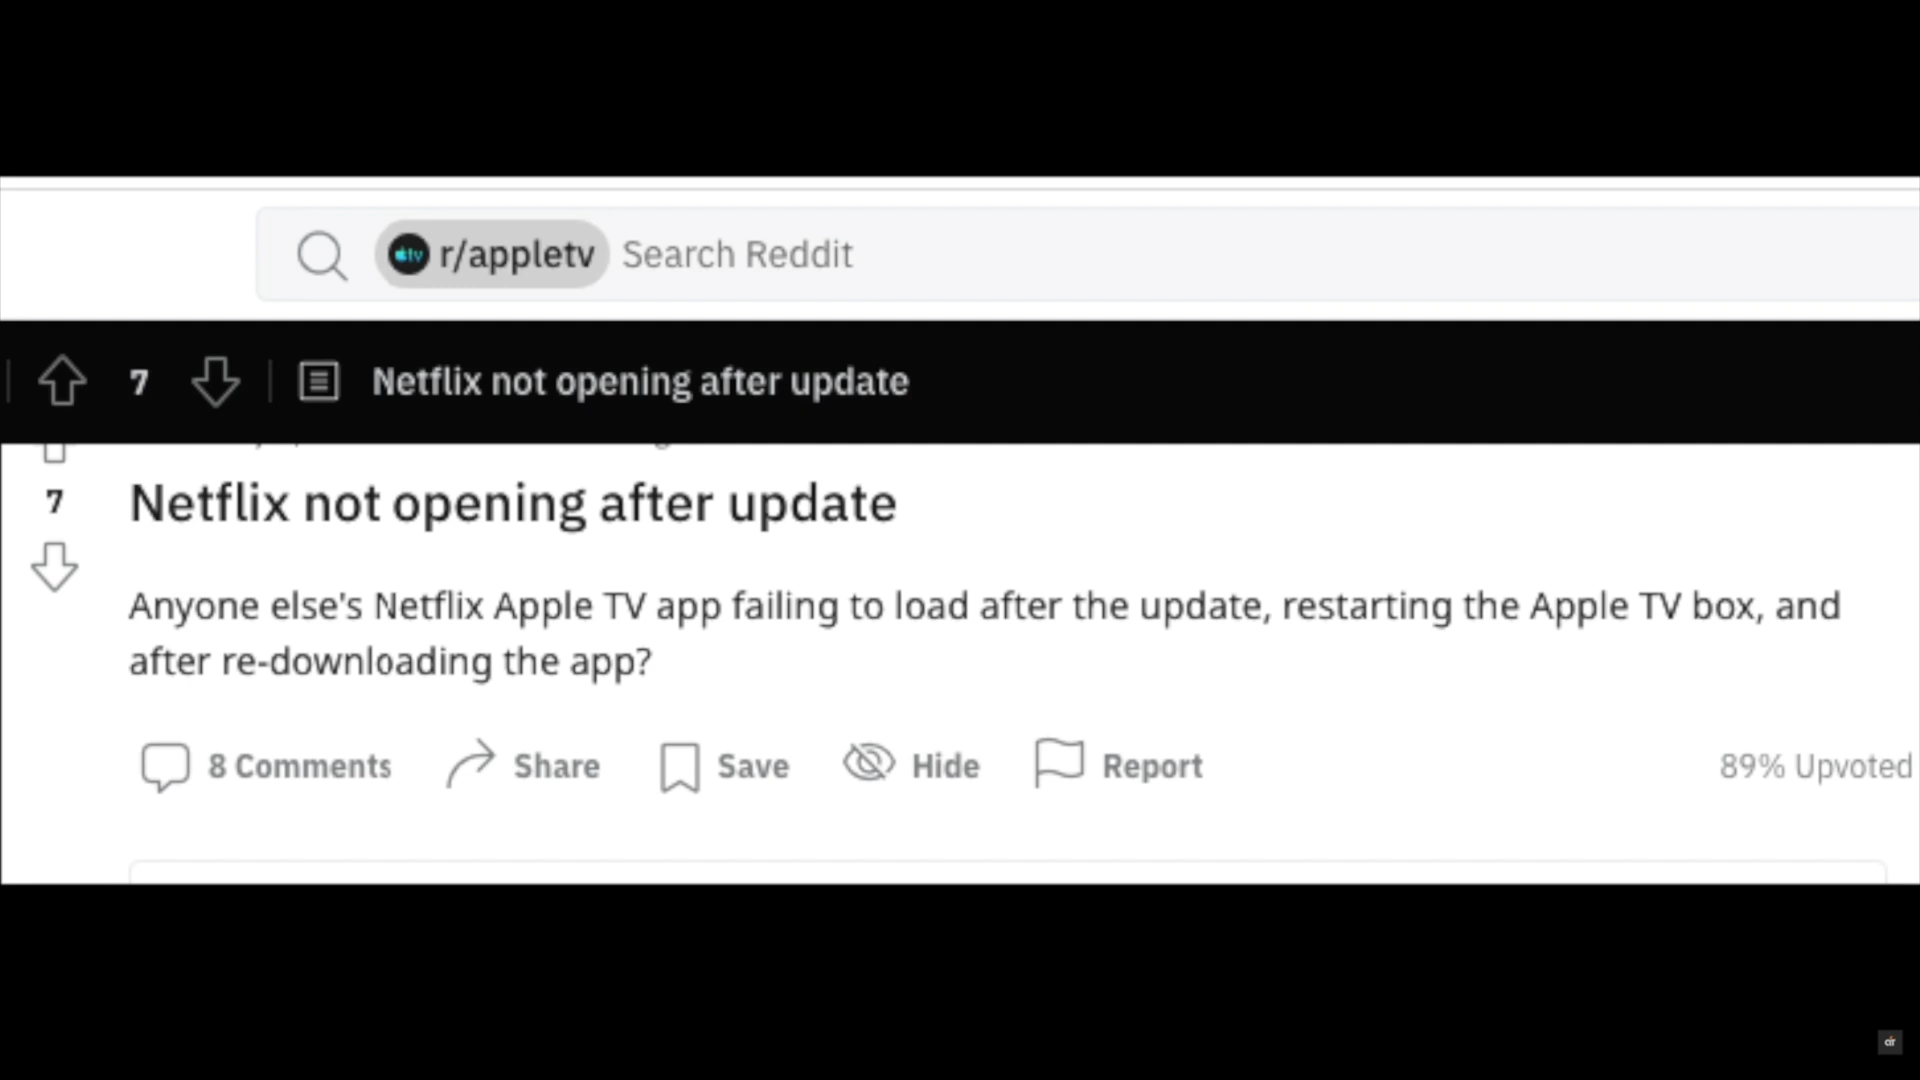 tv r/appletv Search Reddit
7 Netflix not opening after update
7
Netflix not opening after update
Anyone else's Netflix Apple TV app failing to load after the update, restarting the Apple TV box, and
after re-downloading the app?
8 Comments Share Save Hide Report 89% Upvoted